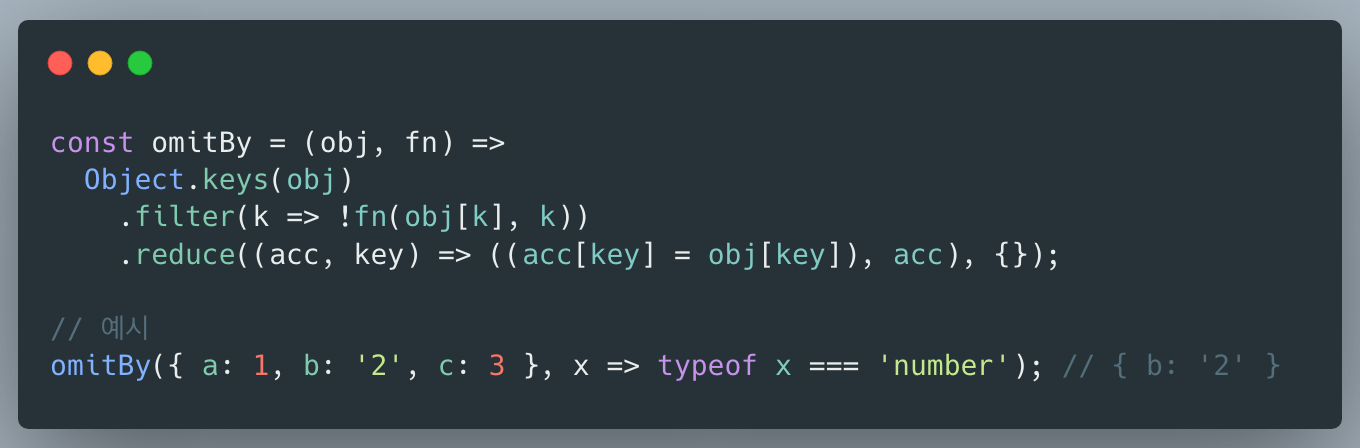 const omitBy = (obj, fn) =>
  Object.keys(obj)
    .filter(k => !fn(obj[k], k))
    .reduce((acc, key) => ((acc[key] = obj[key]), acc), {});
// 예시
omitBy({ a: 1, b: '2', c: 3 }, x => typeof x === 'number'); // { b: '2' }